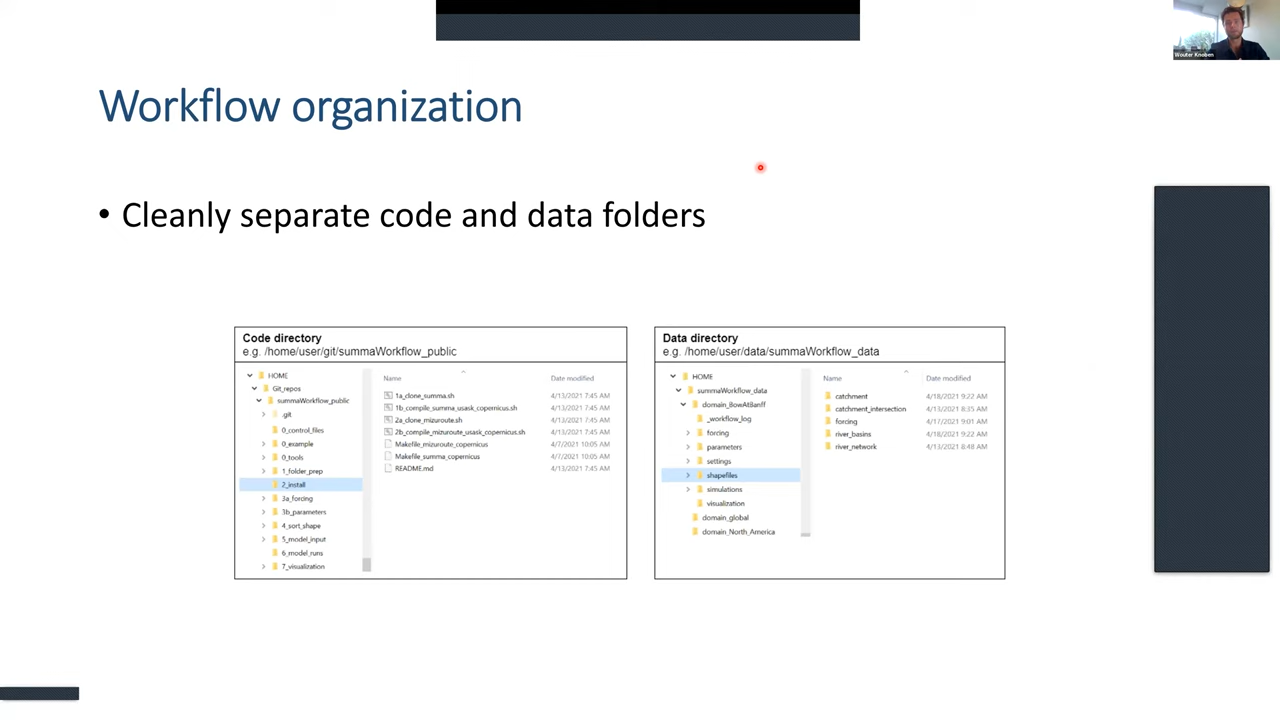 Wouter Knoben
Workflow organization
• Cleanly separate code and data folders
Code directory
e.g. /home/user/git/summaWorkflow_public
HOME
Git_repos
summaWorkflow_public
.git
0_control_files
0_example
0_tools
1_folder_prep
2_install
3a_forcing
3b_parameters
4_sort_shape
5_model_input
6_model_runs
7_visualization
Name Date modified
1a_clone_summa.sh 4/13/2021 7:45 AM
1b_compile_summa_usask_copernicus.sh 4/13/2021 7:45 AM
2a_clone_mizuroute.sh 4/13/2021 7:45 AM
2b_compile_mizuroute_usask_copernicus.sh 4/13/2021 7:45 AM
Makefile_mizuroute_copernicus 4/7/2021 10:05 AM
Makefile_summa_copernicus 4/7/2021 10:05 AM
README.md 4/13/2021 7:45 AM
Data directory
e.g. /home/user/data/summaWorkflow_data
HOME
summaWorkflow_data
domain_BowAtBanff
_workflow_log
forcing
parameters
settings
shapefiles
simulations
visualization
domain_global
domain_North_America
Name Date modified
catchment 4/18/2021 9:22 AM
catchment_intersection 4/13/2021 8:35 AM
forcing 4/17/2021 9:01 AM
river_basins 4/18/2021 9:22 AM
river_network 4/13/2021 8:48 AM